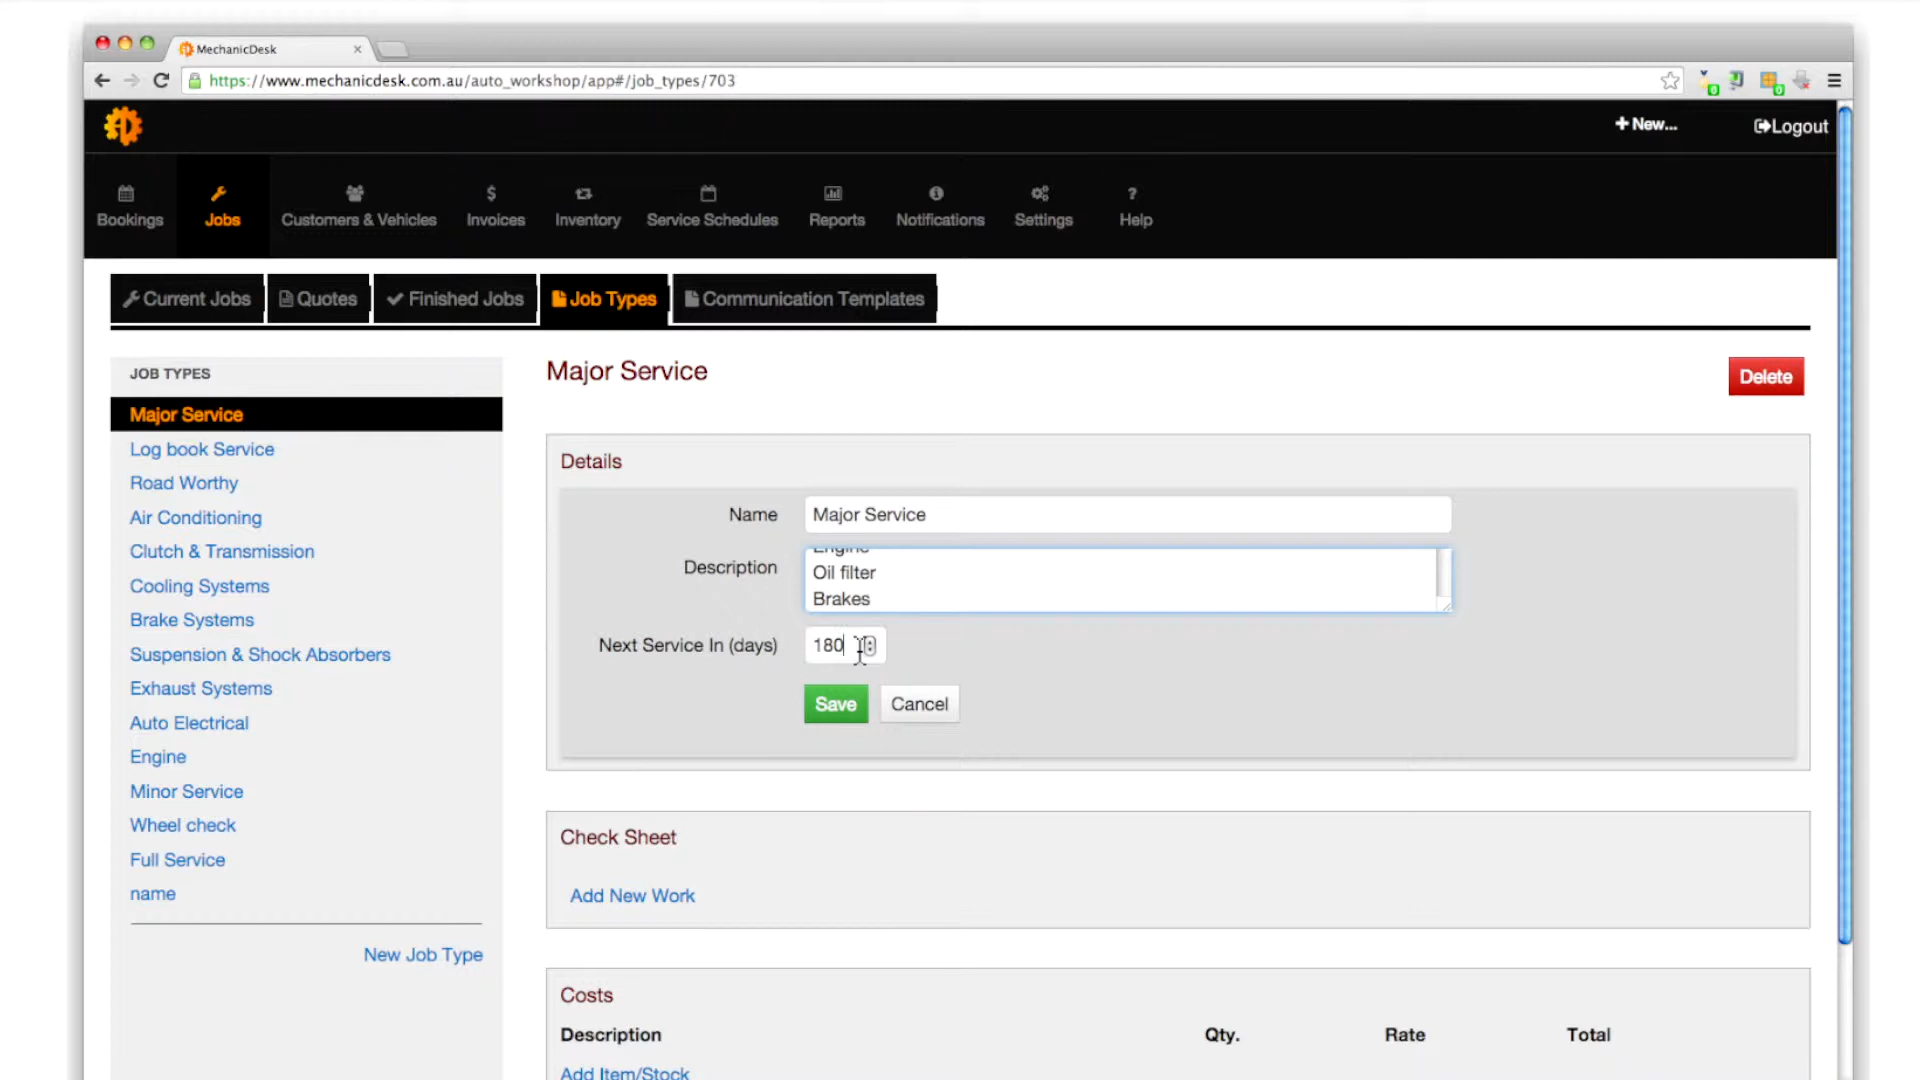 MechanicDesk
https://www.mechanicdesk.com.au/auto_workshop/app#/job_types/703
+ New...
Logout
Bookings
Jobs
Customers & Vehicles
$
Invoices
Inventory
Service Schedules
Reports
Notifications
Settings
?
Help
Current Jobs
Quotes
Finished Jobs
Job Types
Communication Templates
JOB TYPES
Major Service
Log book Service
Road Worthy
Air Conditioning
Clutch & Transmission
Cooling Systems
Brake Systems
Suspension & Shock Absorbers
Exhaust Systems
Auto Electrical
Engine
Minor Service
Wheel check
Full Service
name
New Job Type
Major Service
Delete
Details
Name Major Service
Description Engine
Oil filter
Brakes
Next Service In (days) 180
Save Cancel
Check Sheet
Add New Work
Costs
Description Qty. Rate Total
Add Item/Stock